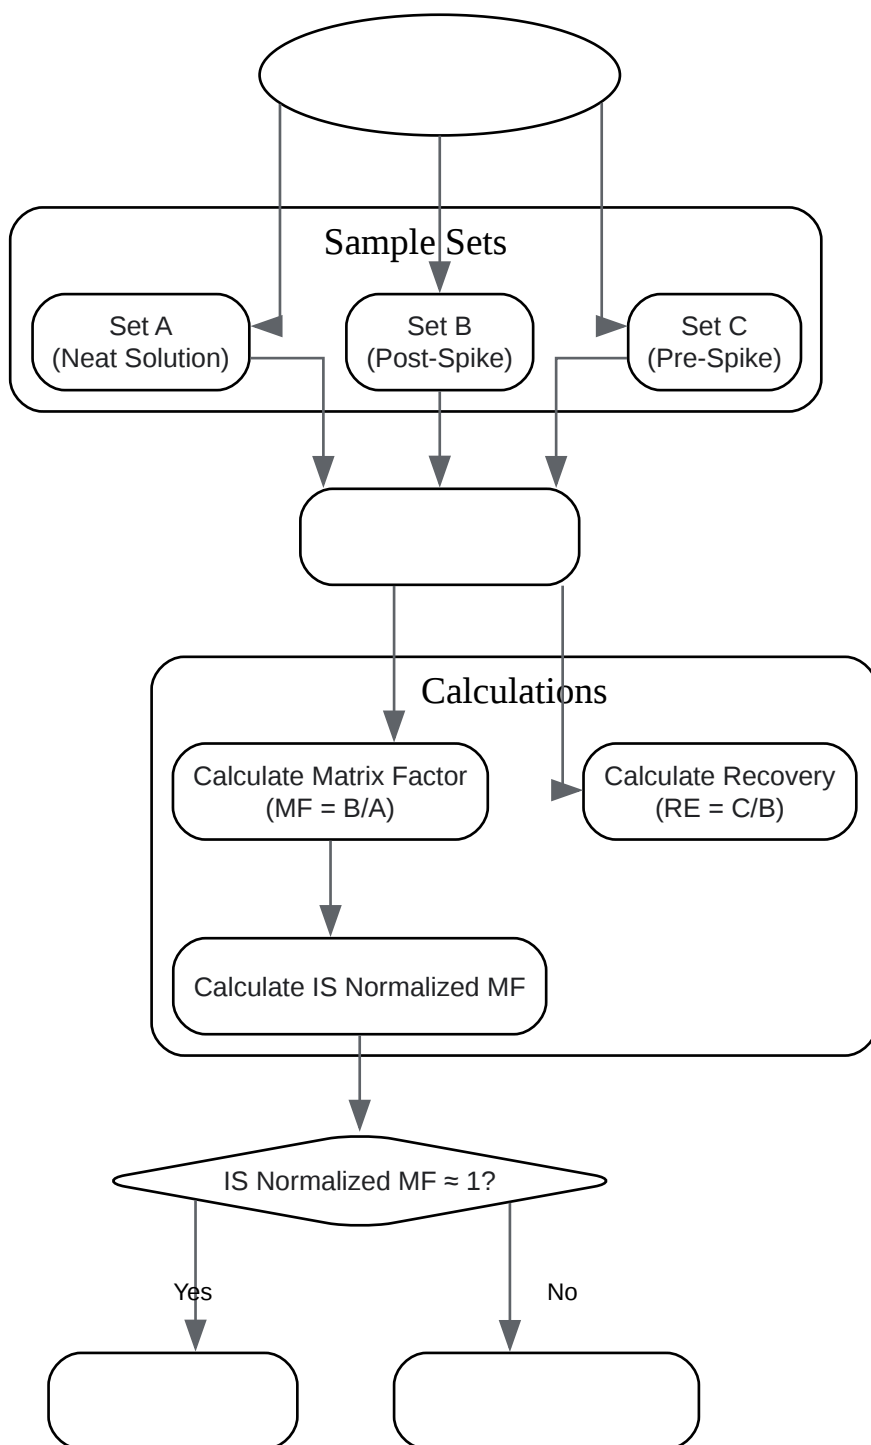 Sample Sets
Set A
(Neat Solution)
Set B
(Post-Spike)
Set C
(Pre-Spike)
Calculations
Calculate Matrix Factor
(MF = B/A)
Calculate Recovery
(RE = C/B)
Calculate IS Normalized MF
IS Normalized MF ≈ 1?
Yes
No